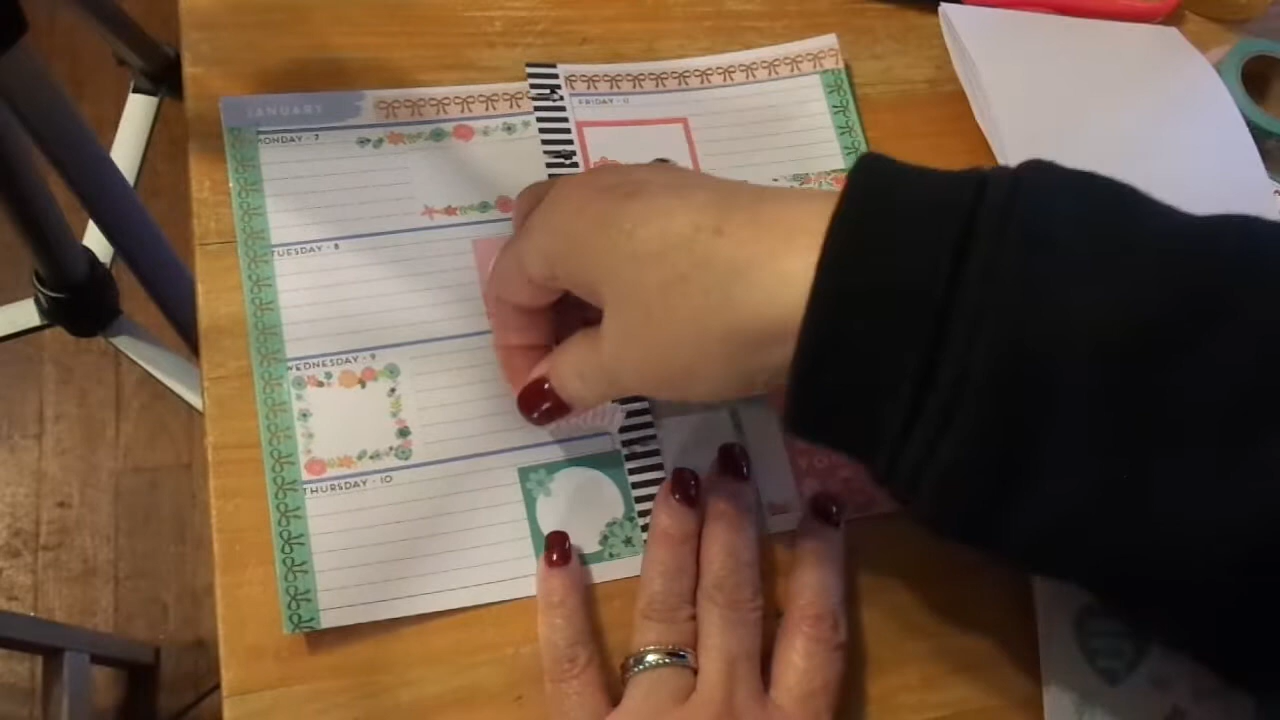 JANUARY
MONDAY · 7
TUESDAY · 8
WEDNESDAY · 9
THURSDAY · 10
FRIDAY · 11